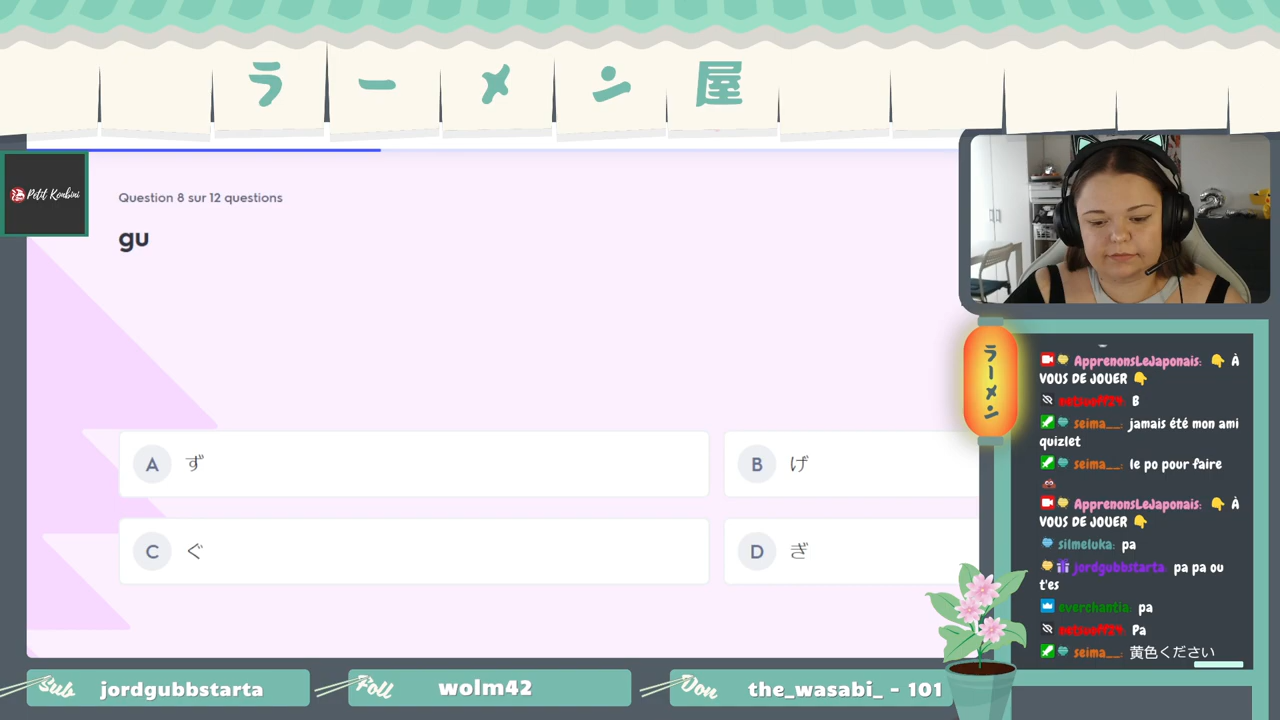 ラーメン屋
Petit Konbini
Question 8 sur 12 questions
gu
A ず
B げ
C ぐ
D ぎ
ラーメン
ApprenonsLeJaponais: 👇 À
VOUS DE JOUER 👇
B
seima__: jamais été mon ami
quizlet
seima__: le po pour faire
💩
ApprenonsLeJaponais: 👇 À
VOUS DE JOUER 👇
silmeluka: pa
jordgubbstarta: pa pa ou
t'es
everchantia: pa
Pa
seima__: 黄色ください
Sub jordgubbstarta
Foll wolm42
Don the_wasabi_ - 101